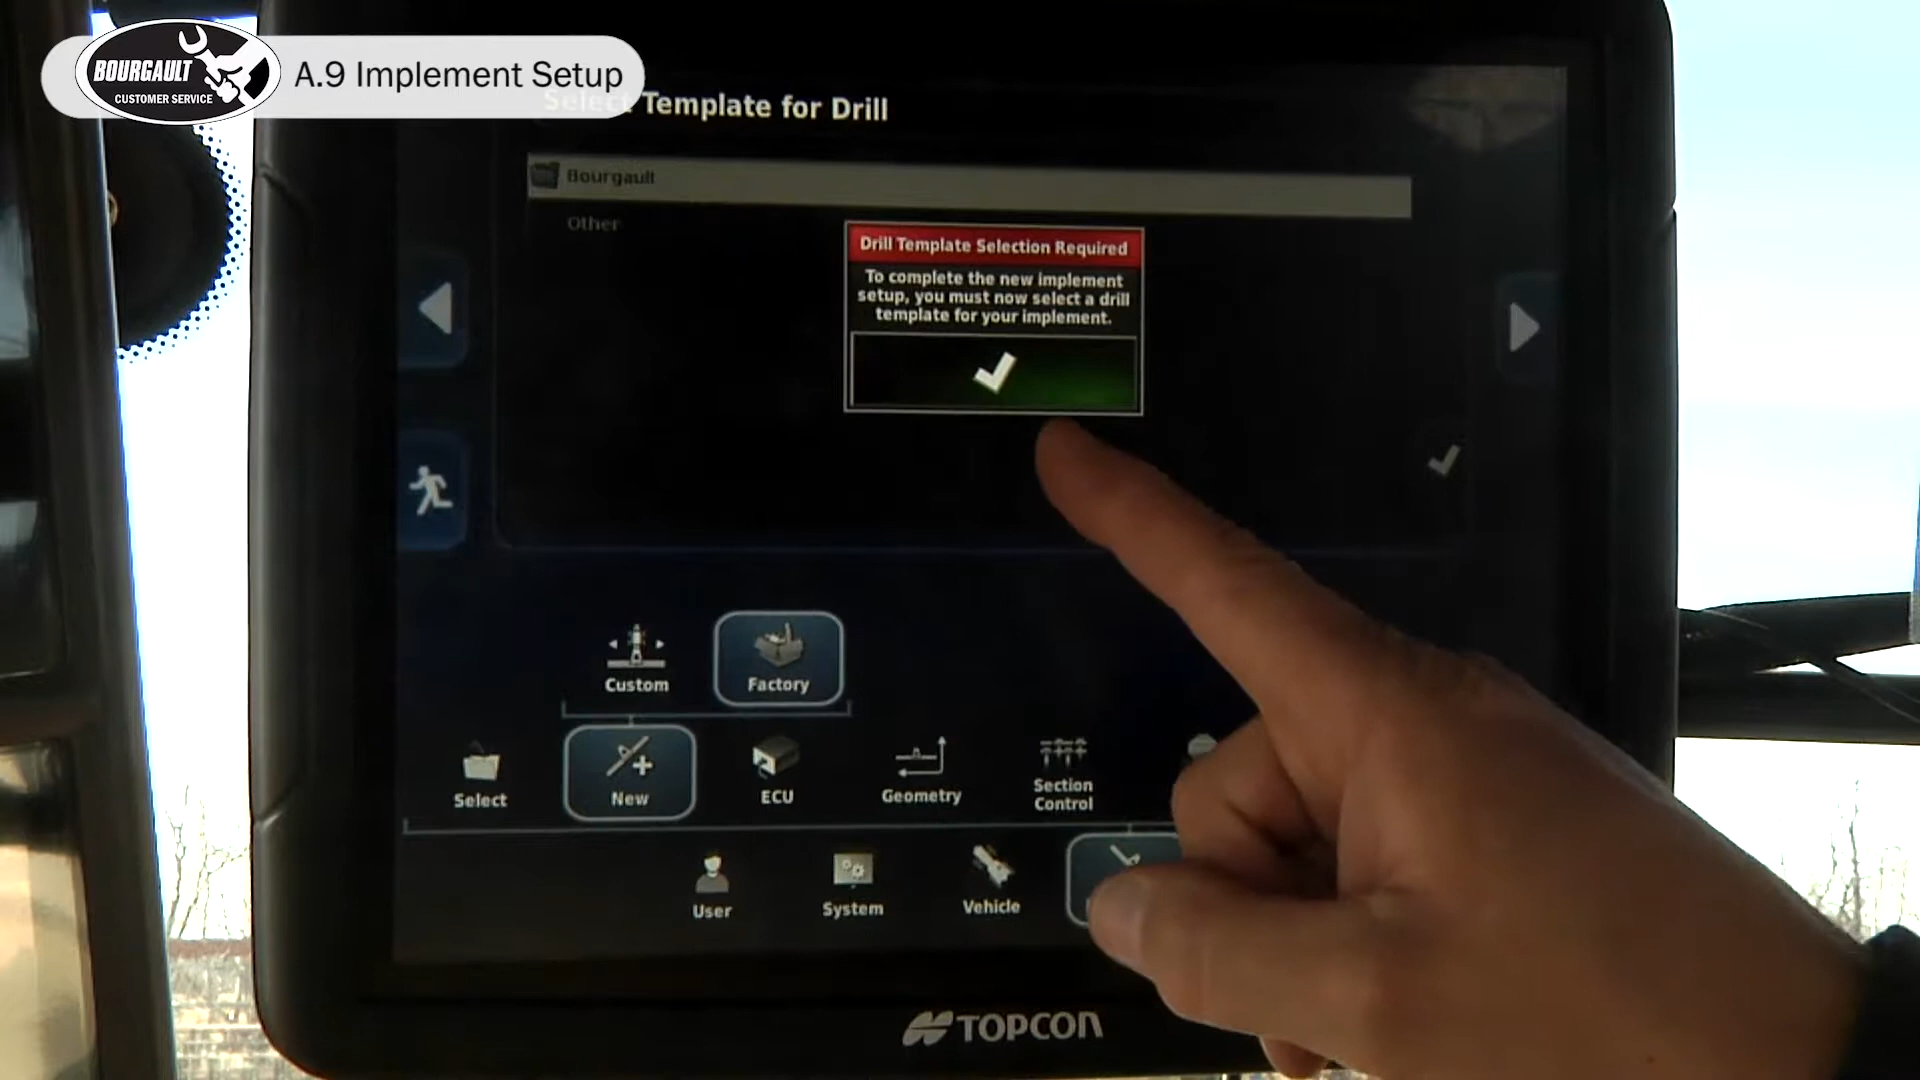 BOURGAULT
CUSTOMER SERVICE
A.9 Implement Setup
Select Template for Drill
Bourgault
Other
Drill Template Selection Required
To complete the new implement
setup, you must now select a drill
template for your implement.
Custom
Factory
Select
New
ECU
Geometry
Section
Control
User
System
Vehicle
TOPCON